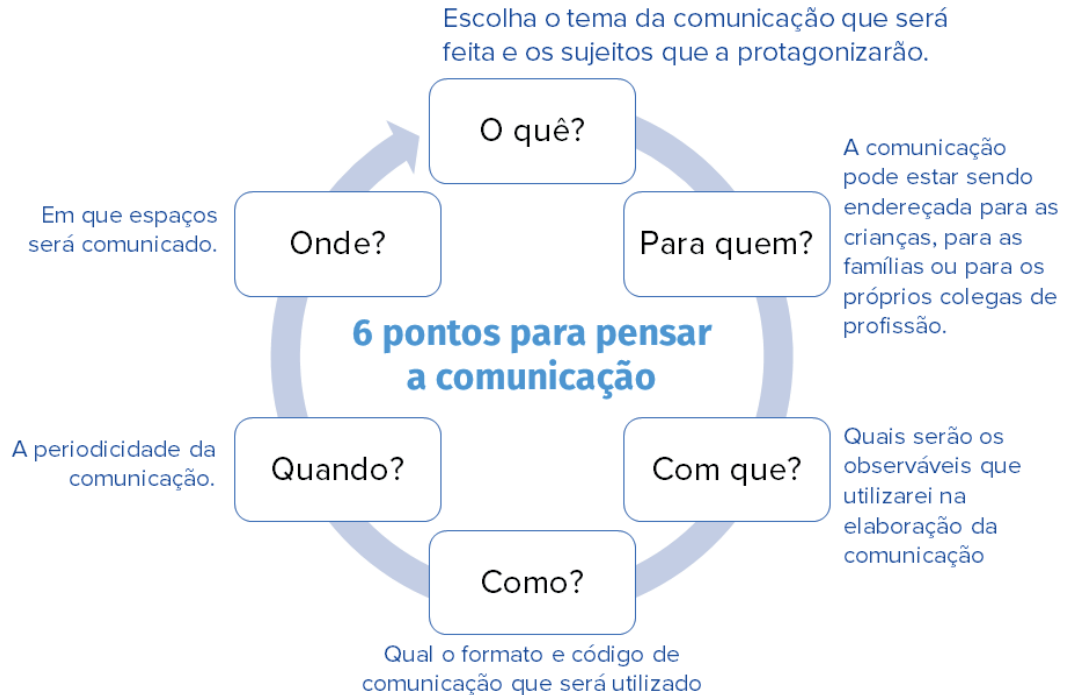 Escolha o tema da comunicação que será
feita e os sujeitos que a protagonizarão.
O quê?
Para quem?
A comunicação
pode estar sendo
endereçada para as
crianças, para as
famílias ou para os
próprios colegas de
profissão.
Com que?
Quais serão os
observáveis que
utilizarei na
elaboração da
comunicação
Como?
Qual o formato e código de
comunicação que será utilizado
Quando?
A periodicidade da
comunicação.
Onde?
Em que espaços
será comunicado.
6 pontos para pensar
a comunicação